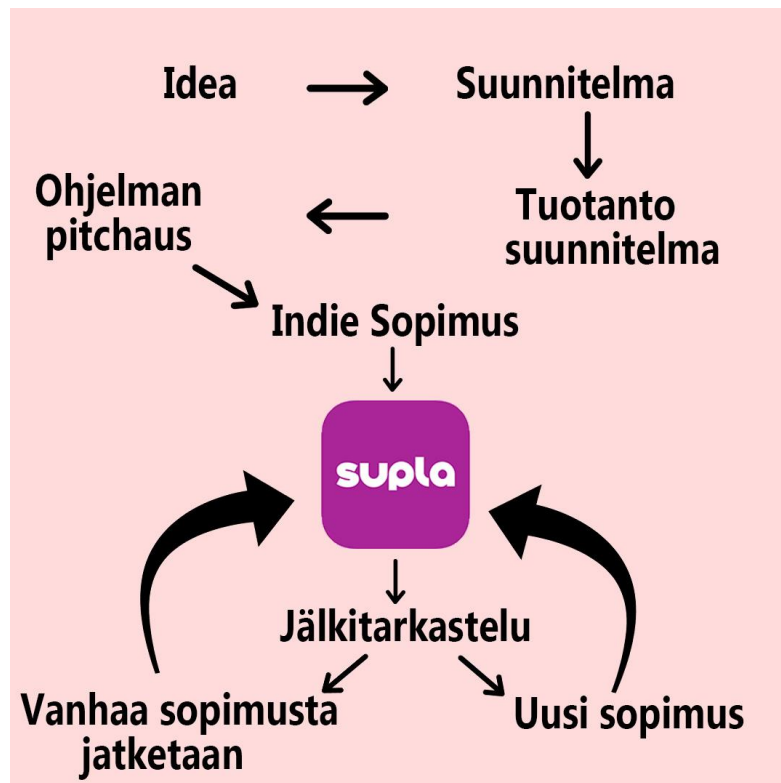 Idea
Suunnitelma
Tuotanto
suunnitelma
Ohjelman
pitchaus
Indie Sopimus
supla
Jälkitarkastelu
Vanhaa sopimusta
jatketaan
Uusi sopimus